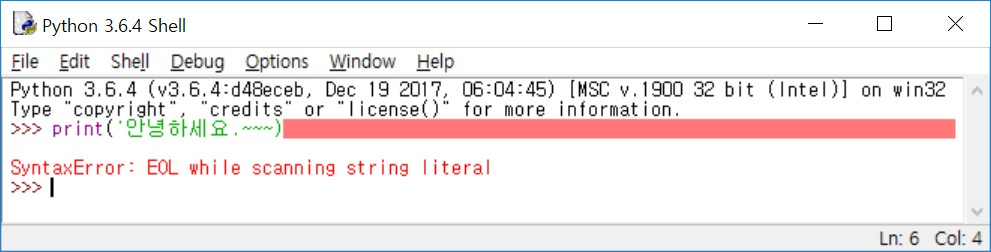 Python 3.6.4 Shell
File Edit Shell Debug Options Window Help
Python 3.6.4 (v3.6.4:d48eceb, Dec 19 2017, 06:04:45) [MSC v.1900 32 bit (Intel)] on win32
Type "copyright", "credits" or "license()" for more information.
>>> print('안녕하세요.~~~)
SyntaxError: EOL while scanning string literal
>>>
Ln: 6 Col: 4